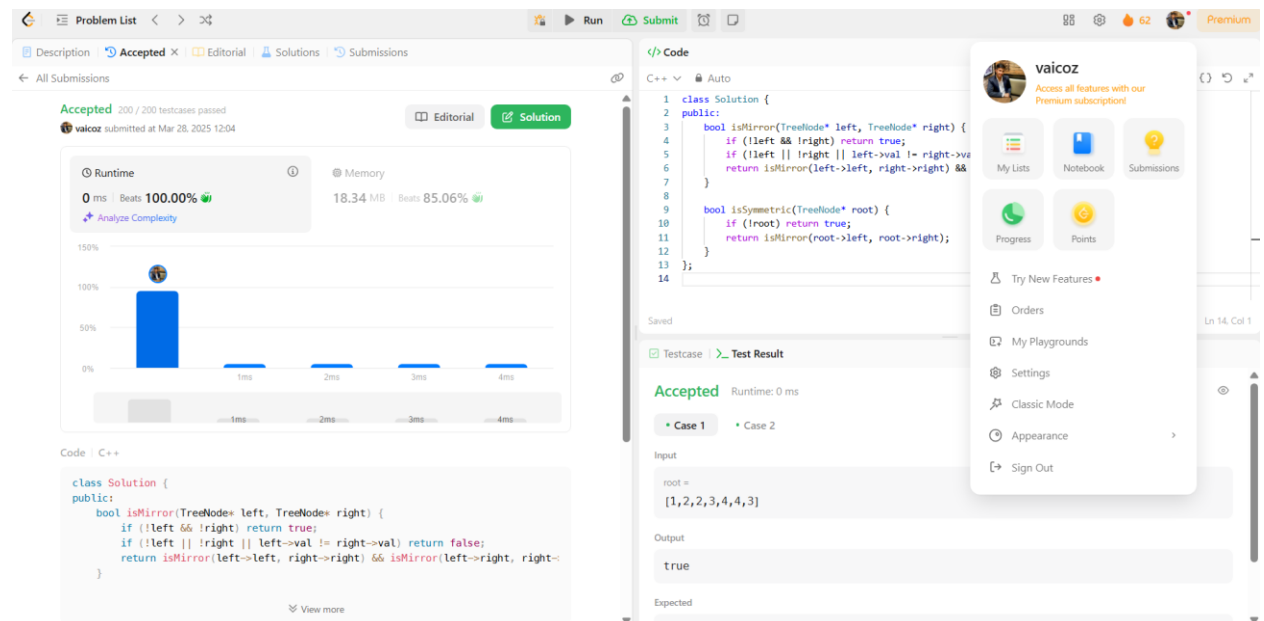 Problem List
Run
Submit
62
Premium
Description
Accepted
Editorial
Solutions
Submissions
All Submissions
Accepted 200 / 200 testcases passed
vaicoz submitted at Mar 28, 2025 12:04
Editorial
Solution
Runtime
0 ms | Beats 100.00%
Analyze Complexity
Memory
18.34 MB | Beats 85.06%
150%
100%
50%
0%
1ms 2ms 3ms 4ms
1ms 2ms 3ms 4ms
Code | C++
class Solution {
public:
    bool isMirror(TreeNode* left, TreeNode* right) {
        if (!left && !right) return true;
        if (!left || !right || left->val != right->val) return false;
        return isMirror(left->left, right->right) && isMirror(left->right, right-
    }
View more
</> Code
C++ Auto
1 class Solution {
2 public:
3     bool isMirror(TreeNode* left, TreeNode* right) {
4         if (!left && !right) return true;
5         if (!left || !right || left->val != right->va
6         return isMirror(left->left, right->right) &&
7     }
8
9     bool isSymmetric(TreeNode* root) {
10         if (!root) return true;
11         return isMirror(root->left, root->right);
12     }
13 };
14
Saved
Ln 14, Col 1
Testcase
>_ Test Result
Accepted Runtime: 0 ms
• Case 1 • Case 2
Input
root =
[1,2,2,3,4,4,3]
Output
true
Expected
vaicoz
Access all features with our
Premium subscription!
My Lists
Notebook
Submissions
Progress
Points
Try New Features
Orders
My Playgrounds
Settings
Classic Mode
Appearance
Sign Out